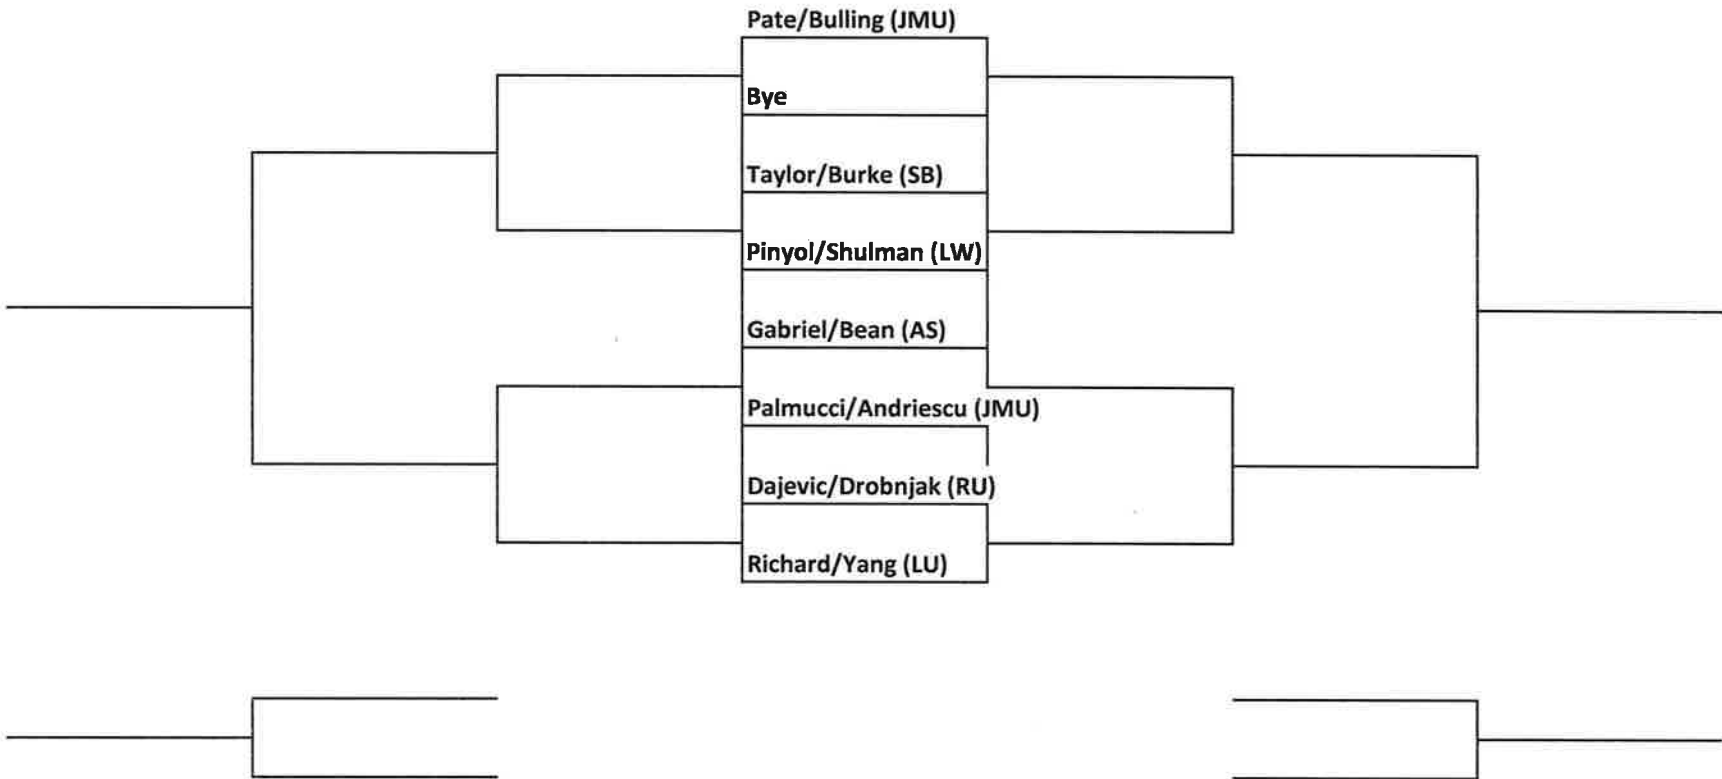 Pate/Bulling (JMU)
Bye
Taylor/Burke (SB)
Pinyol/Shulman (LW)
Gabriel/Bean (AS)
Palmucci/Andriescu (JMU)
Dajevic/Drobnjak (RU)
Richard/Yang (LU)